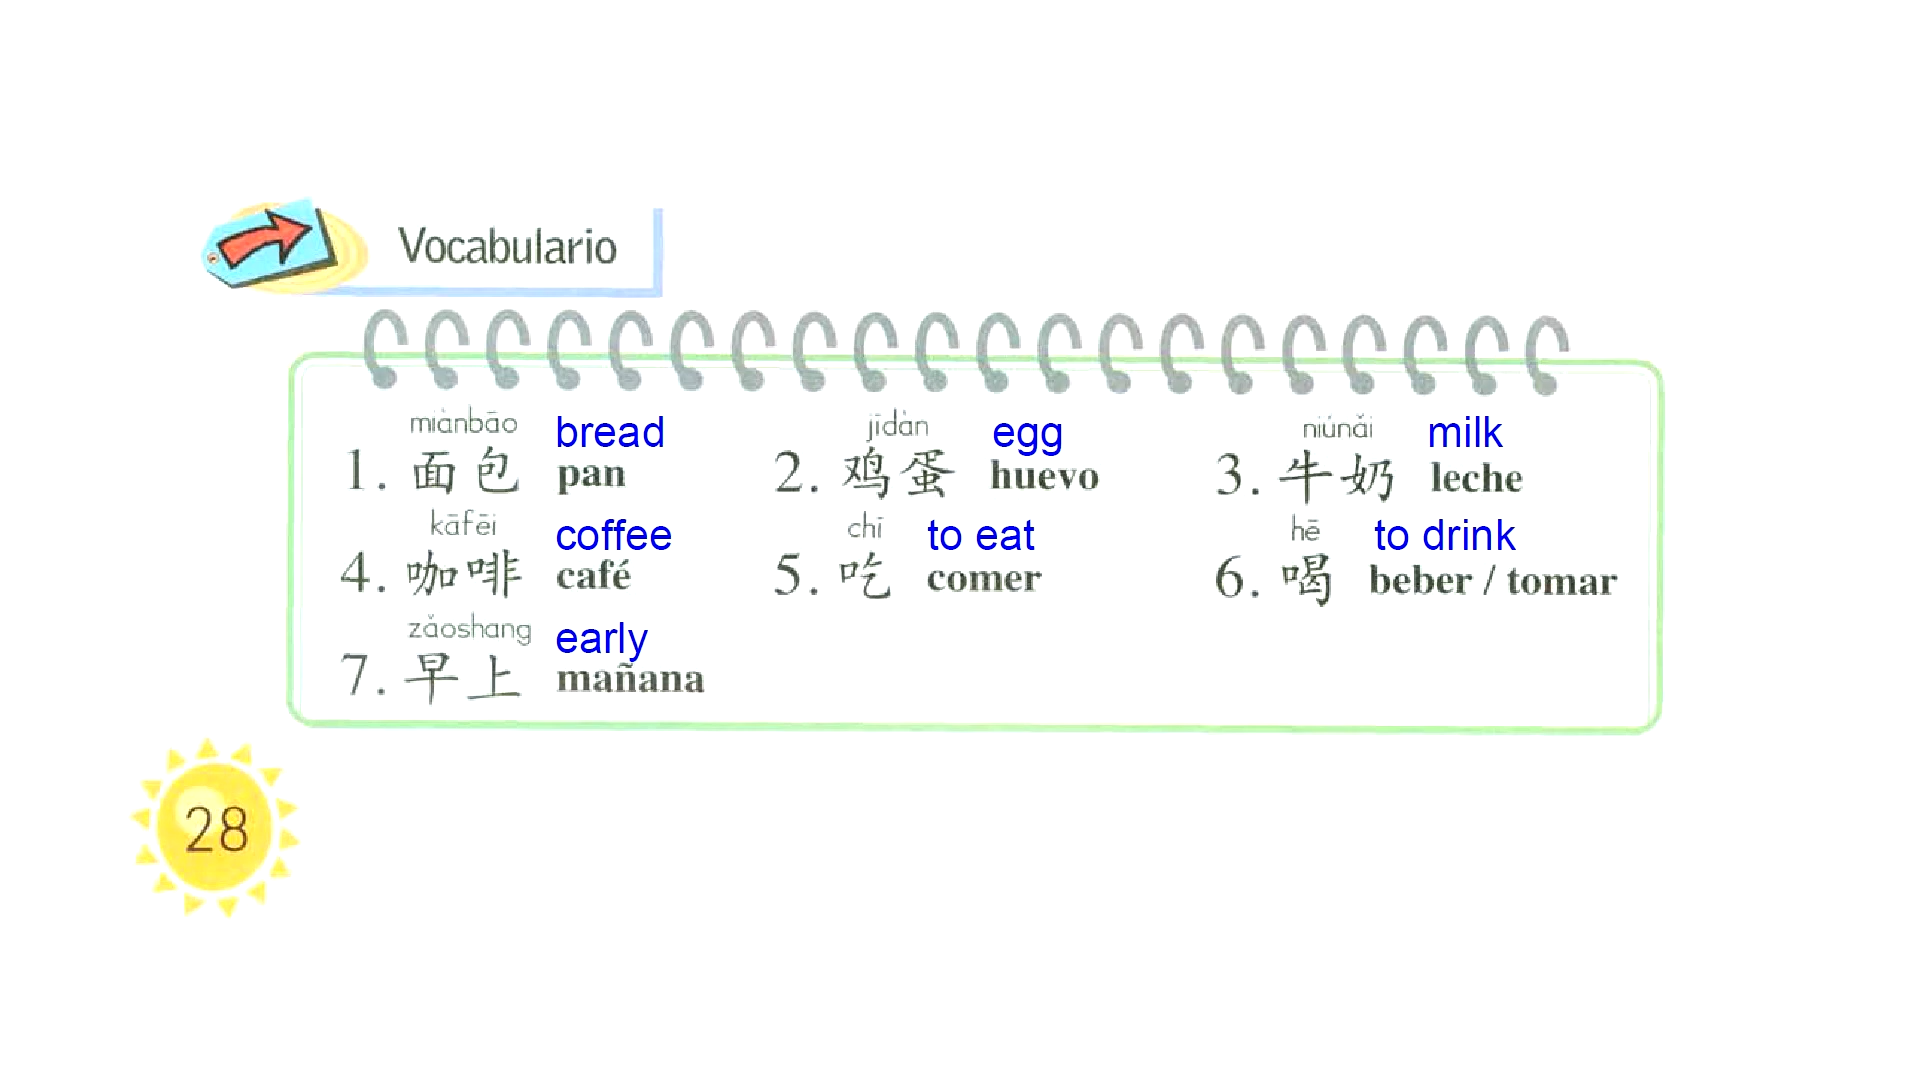 Vocabulario
miànbāo bread jīdàn egg niúnǎi milk
1. 面包 pan 2. 鸡蛋 huevo 3. 牛奶 leche
kāfēi coffee chī to eat hē to drink
4. 咖啡 café 5. 吃 comer 6. 喝 beber / tomar
zǎoshang early
7. 早上 mañana
28